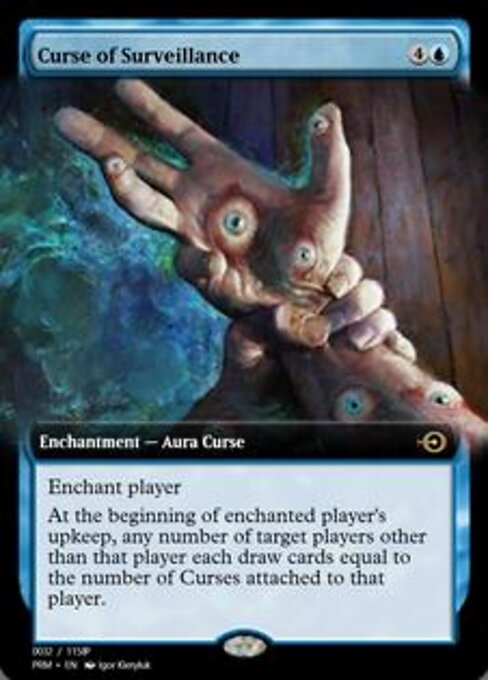 Curse of Surveillance 4
Enchantment — Aura Curse
Enchant player
At the beginning of enchanted player's
upkeep, any number of target players other
than that player each draw cards equal to
the number of Curses attached to that
player.
0032 / 1158P
PRM • EN Igor Kieryluk